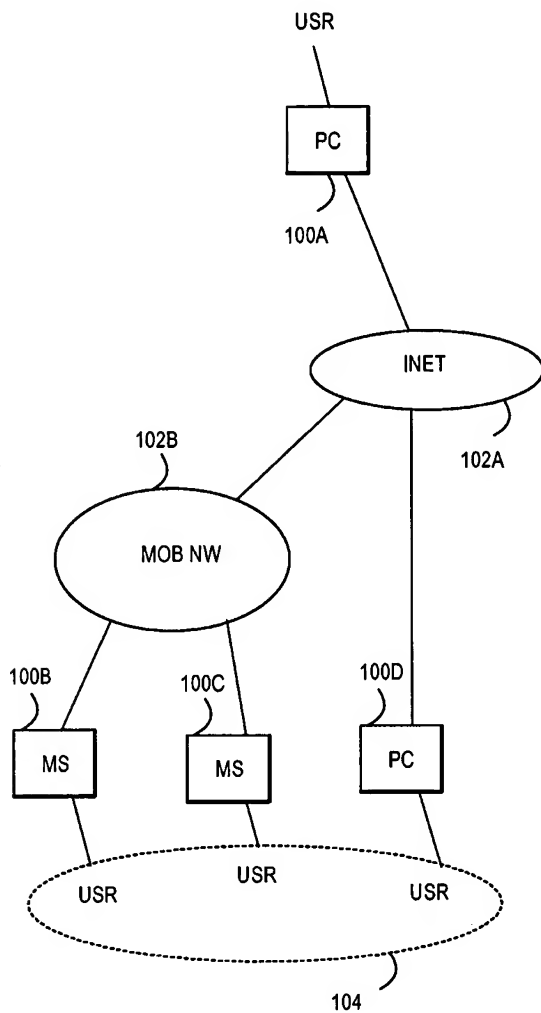 USR
PC
100A
INET
102A
102B
MOB NW
100B
100C
100D
MS
MS
PC
USR
USR
USR
104